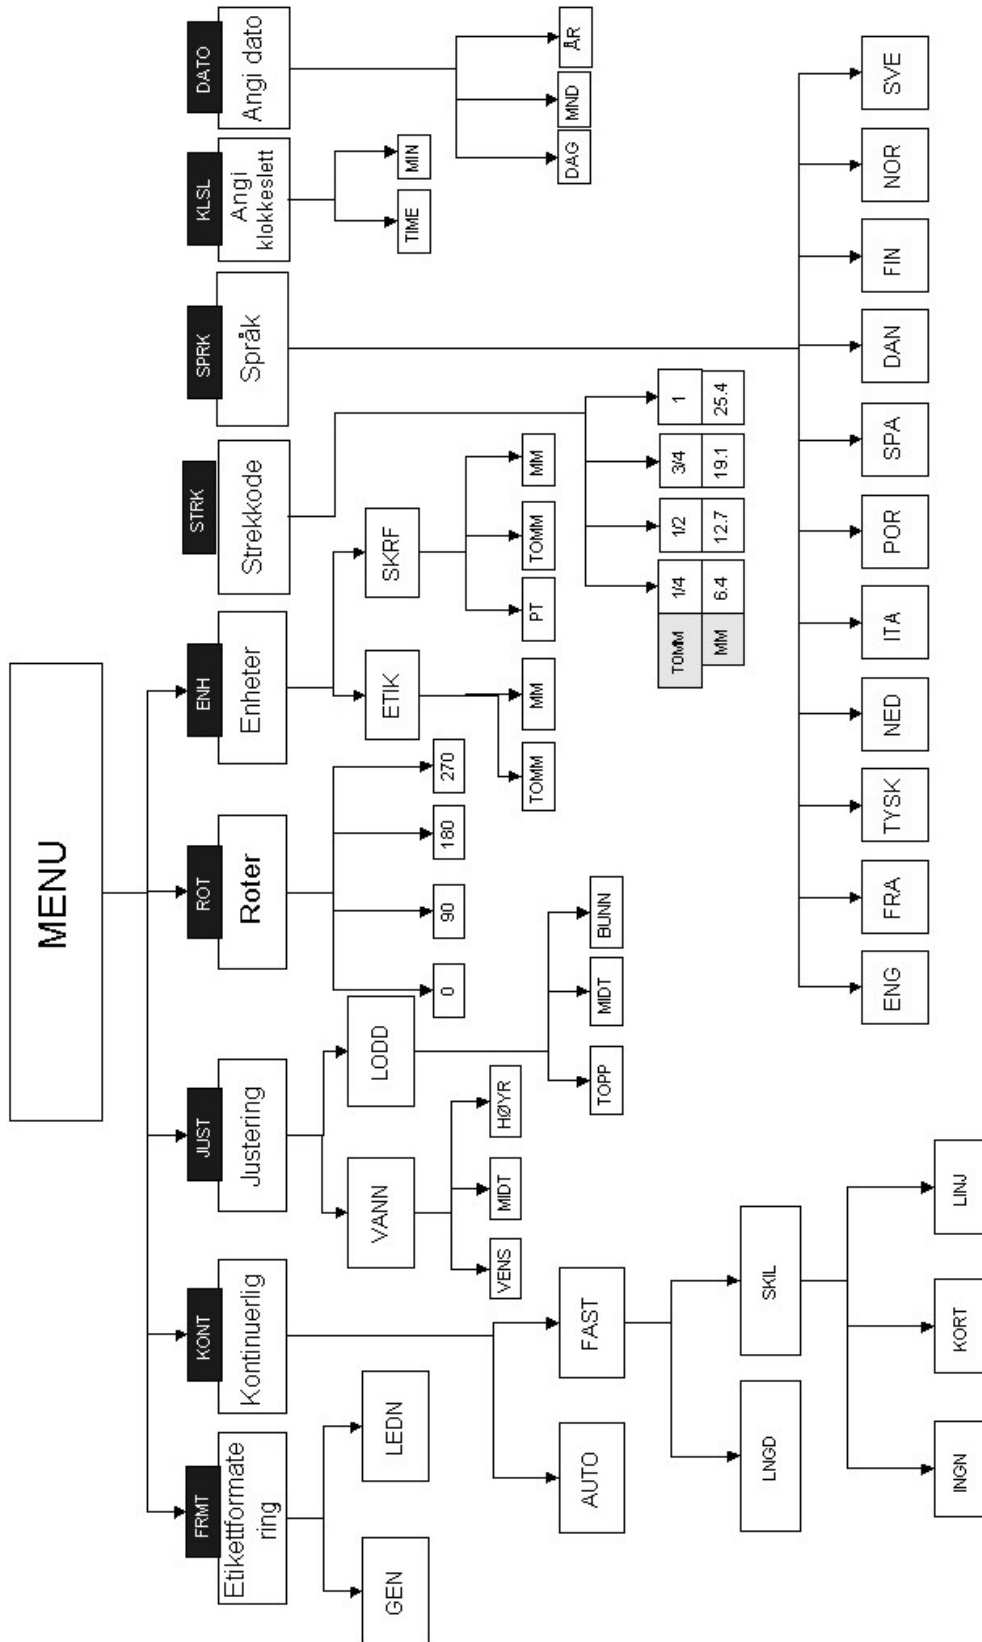 MENU
FRMT
Etikettformate
ring
GEN
LEDN
KONT
Kontinuerlig
AUTO
FAST
LNGD
SKIL
INGN
KORT
LINJ
JUST
Justering
VANN
VENS
MIDT
HØYR
LODD
TOPP
MIDT
BUNN
ROT
Roter
0
90
180
270
ENH
Enheter
ETIK
TOMM
MM
SKRF
PT
TOMM
MM
STRK
Strekkode
TOMM 1/4 1/2 3/4 1
MM 6.4 12.7 19.1 25.4
SPRK
Språk
ENG
FRA
TYSK
NED
ITA
POR
SPA
DAN
FIN
NOR
SVE
KLSL
Angi
klokkeslett
TIME
MIN
DATO
Angi dato
DAG
MND
ÅR